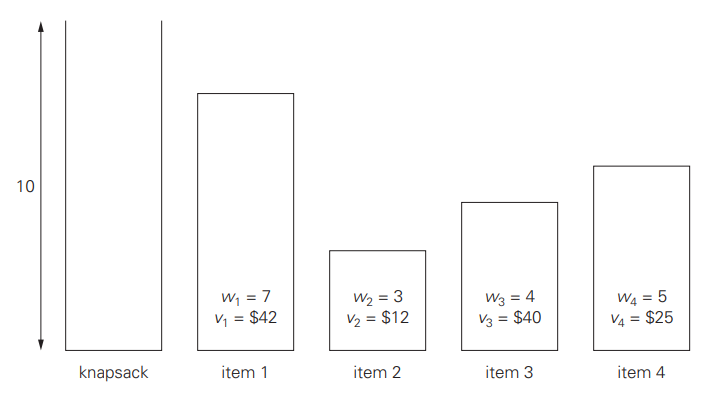 10
w₁ = 7
v₁ = $42
w₂ = 3
v₂ = $12
w₃ = 4
v₃ = $40
w₄ = 5
v₄ = $25
knapsack
item 1
item 2
item 3
item 4